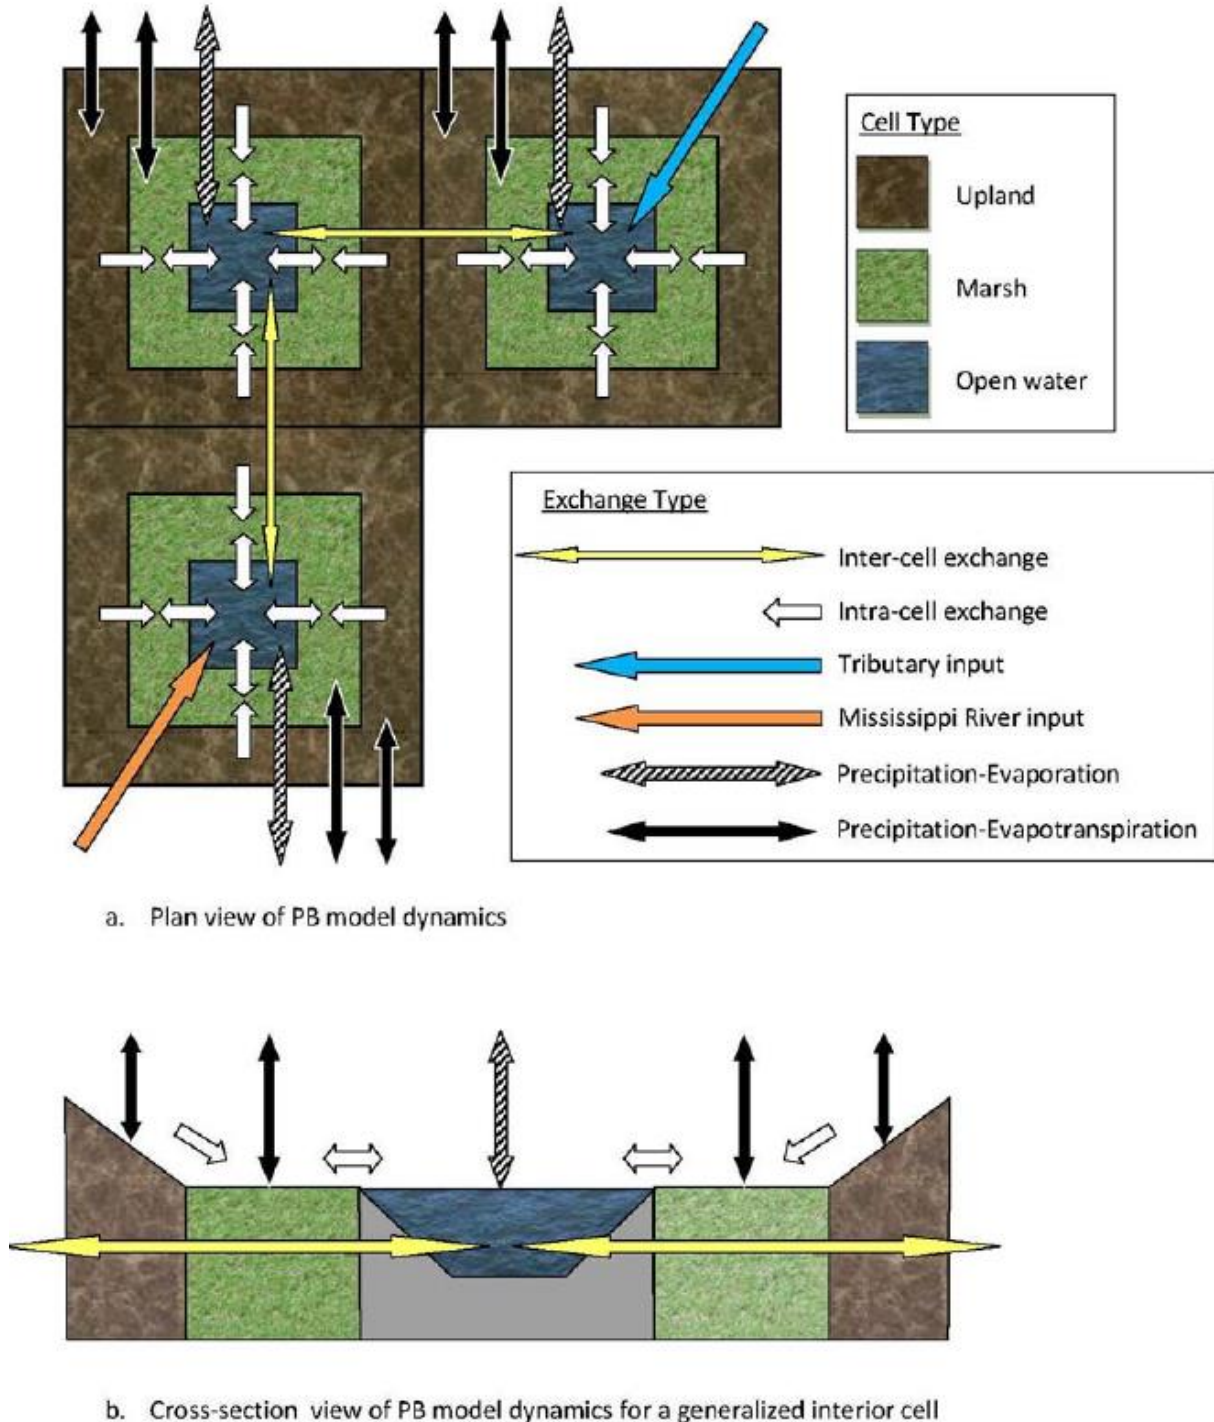 Cell Type
Upland
Marsh
Open water
Exchange Type
Inter-cell exchange
Intra-cell exchange
Tributary input
Mississippi River input
Precipitation-Evaporation
Precipitation-Evapotranspiration
a. Plan view of PB model dynamics
b. Cross-section view of PB model dynamics for a generalized interior cell